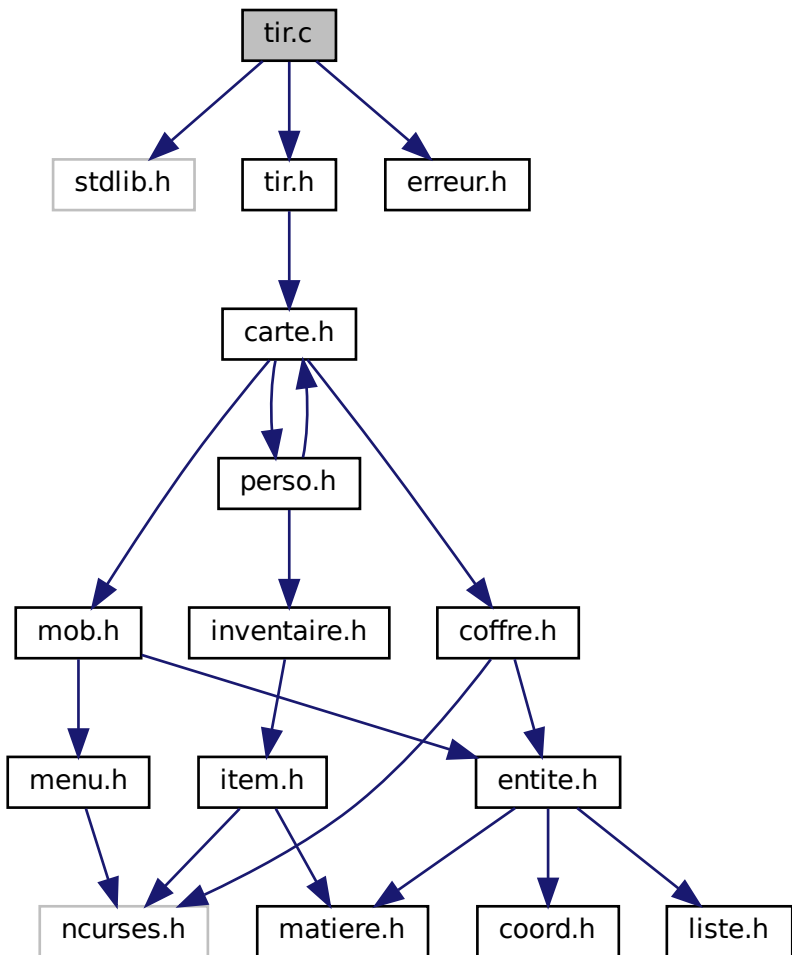 tir.c
stdlib.h
tir.h
erreur.h
carte.h
perso.h
mob.h
inventaire.h
coffre.h
menu.h
item.h
entite.h
ncurses.h
matiere.h
coord.h
liste.h